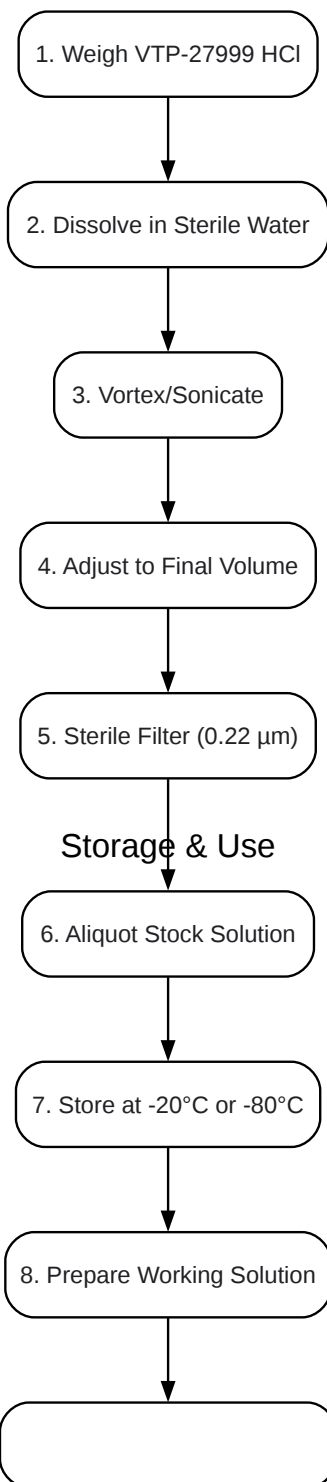 1. Weigh VTP-27999 HCl
2. Dissolve in Sterile Water
3. Vortex/Sonicate
4. Adjust to Final Volume
5. Sterile Filter (0.22 µm)
Storage & Use
6. Aliquot Stock Solution
7. Store at -20°C or -80°C
8. Prepare Working Solution